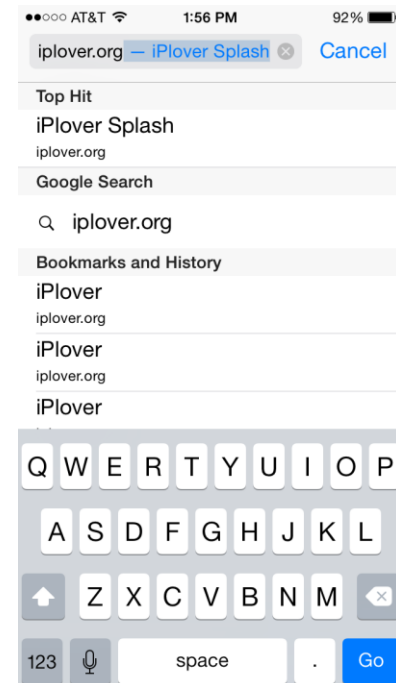 AT&T 1:56 PM 92%
iplover.org — iPlover Splash Cancel
Top Hit
iPlover Splash
iplover.org
Google Search
iplover.org
Bookmarks and History
iPlover
iplover.org
iPlover
iplover.org
iPlover
Q W E R T Y U I O P
A S D F G H J K L
Z X C V B N M
123 space . Go